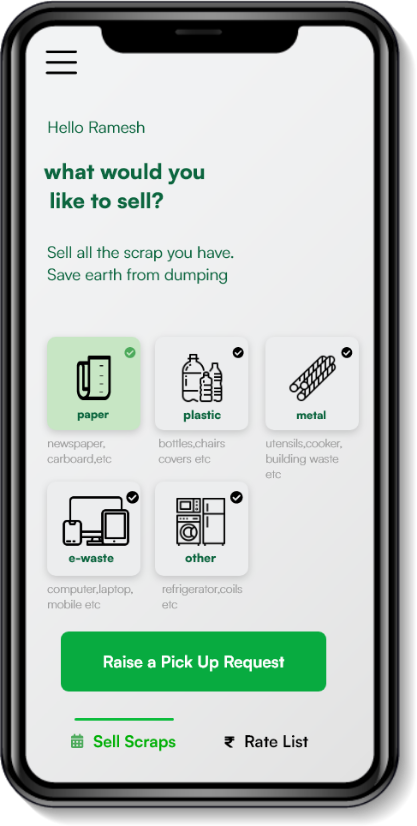 Hello Ramesh
what would you
like to sell?
Sell all the scrap you have.
Save earth from dumping
paper
plastic
metal
newspaper,
carboard,etc
bottles,chairs
covers etc
utensils,cooker,
building waste
etc
e-waste
other
computer,laptop,
mobile etc
refrigerator,coils
etc
Raise a Pick Up Request
Sell Scraps
₹ Rate List